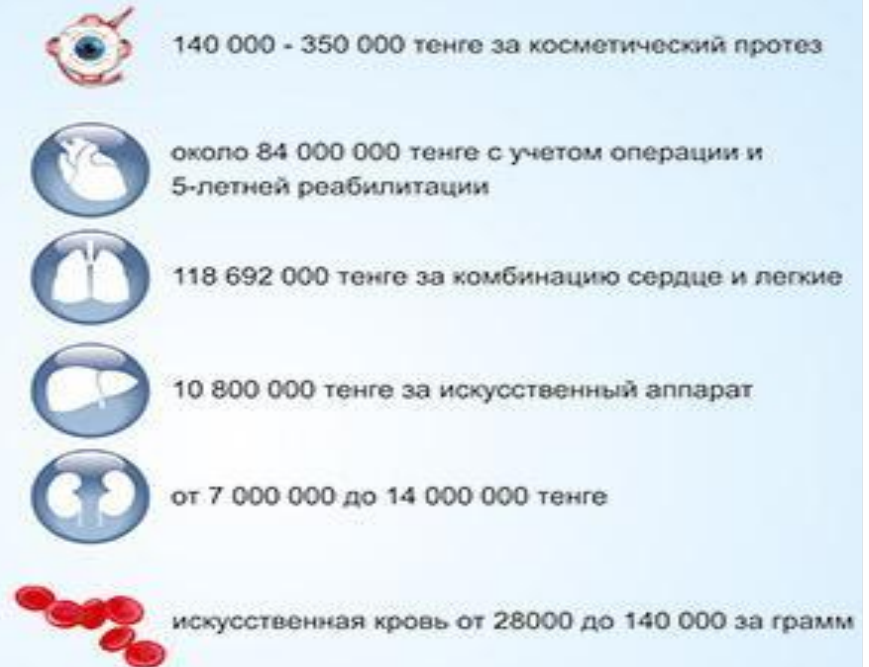 140 000 - 350 000 тенге за косметический протез
около 84 000 000 тенге с учетом операции и
5-летней реабилитации
118 692 000 тенге за комбинацию сердце и легкие
10 800 000 тенге за искусственный аппарат
от 7 000 000 до 14 000 000 тенге
искусственная кровь от 28000 до 140 000 за грамм